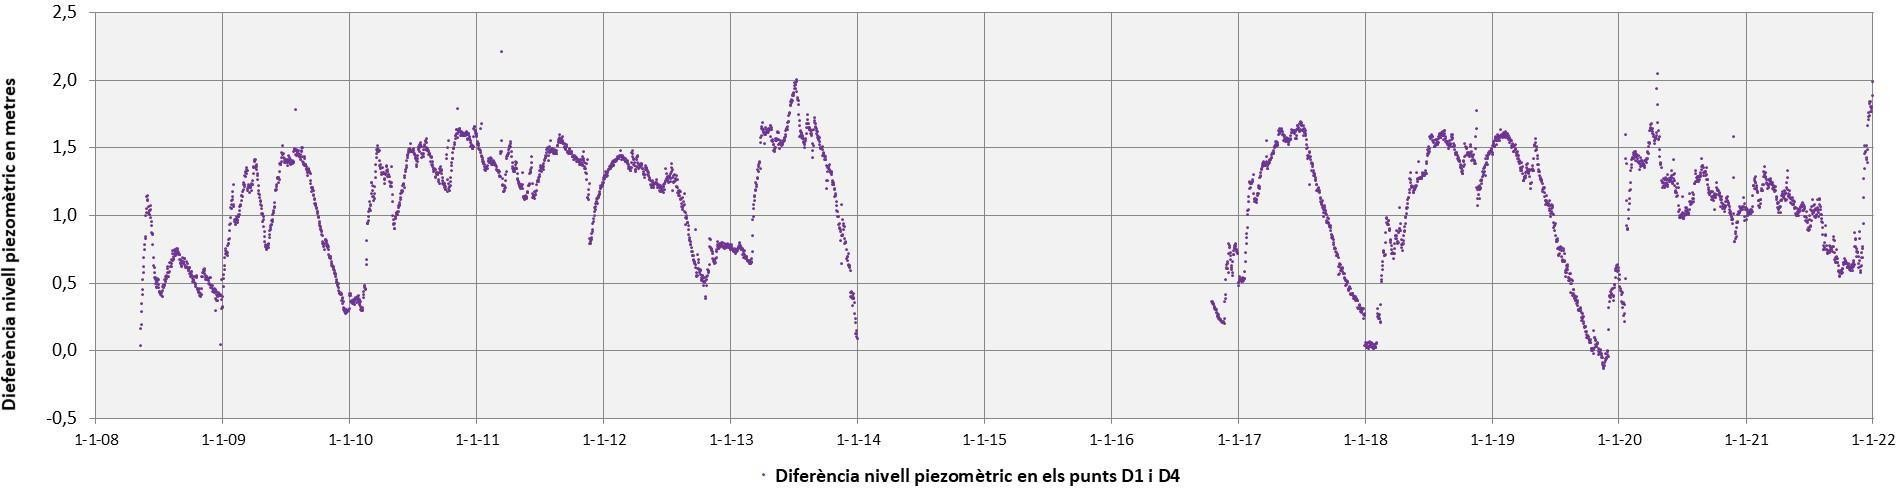 2,5
2,0
1,5
1,0
0,5
0,0
-0,5
Dieferència nivell piezomètric en metres
1-1-08 1-1-09 1-1-10 1-1-11 1-1-12 1-1-13 1-1-14 1-1-15 1-1-16 1-1-17 1-1-18 1-1-19 1-1-20 1-1-21 1-1-22
Diferència nivell piezomètric en els punts D1 i D4